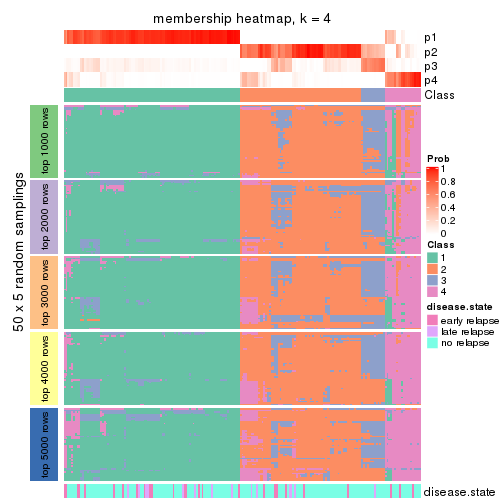 membership heatmap, k = 4
p1
p2
p3
p4
Class
50 x 5 random samplings
top 1000 rows
top 2000 rows
top 3000 rows
top 4000 rows
top 5000 rows
Prob
1
0.8
0.6
0.4
0.2
0
Class
1
2
3
4
disease.state
early relapse
late relapse
no relapse
disease.state